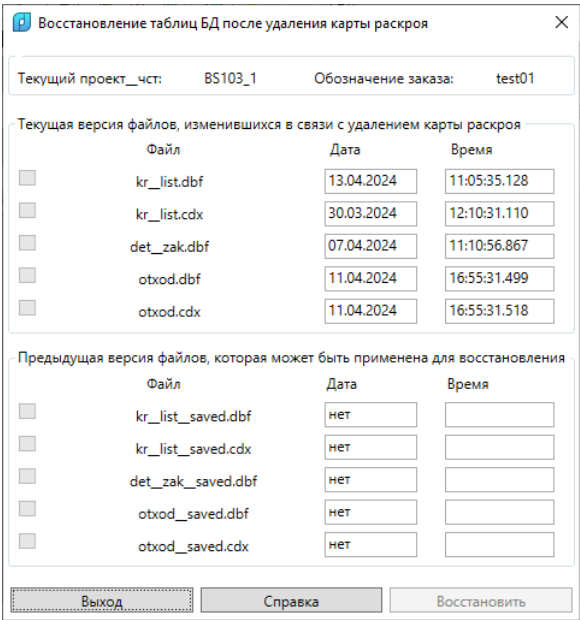 Восстановление таблиц БД после удаления карты раскроя
Текущий проект__чст: BS103_1 Обозначение заказа: test01
Текущая версия файлов, изменившихся в связи с удалением карты раскроя
Файл Дата Время
kr__list.dbf 13.04.2024 11:05:35.128
kr__list.cdx 30.03.2024 12:10:31.110
det__zak.dbf 07.04.2024 11:10:56.867
otxod.dbf 11.04.2024 16:55:31.499
otxod.cdx 11.04.2024 16:55:31.518
Предыдущая версия файлов, которая может быть применена для восстановления
Файл Дата Время
kr__list__saved.dbf нет
kr__list__saved.cdx нет
det__zak__saved.dbf нет
otxod__saved.dbf нет
otxod__saved.cdx нет
Выход Справка Восстановить